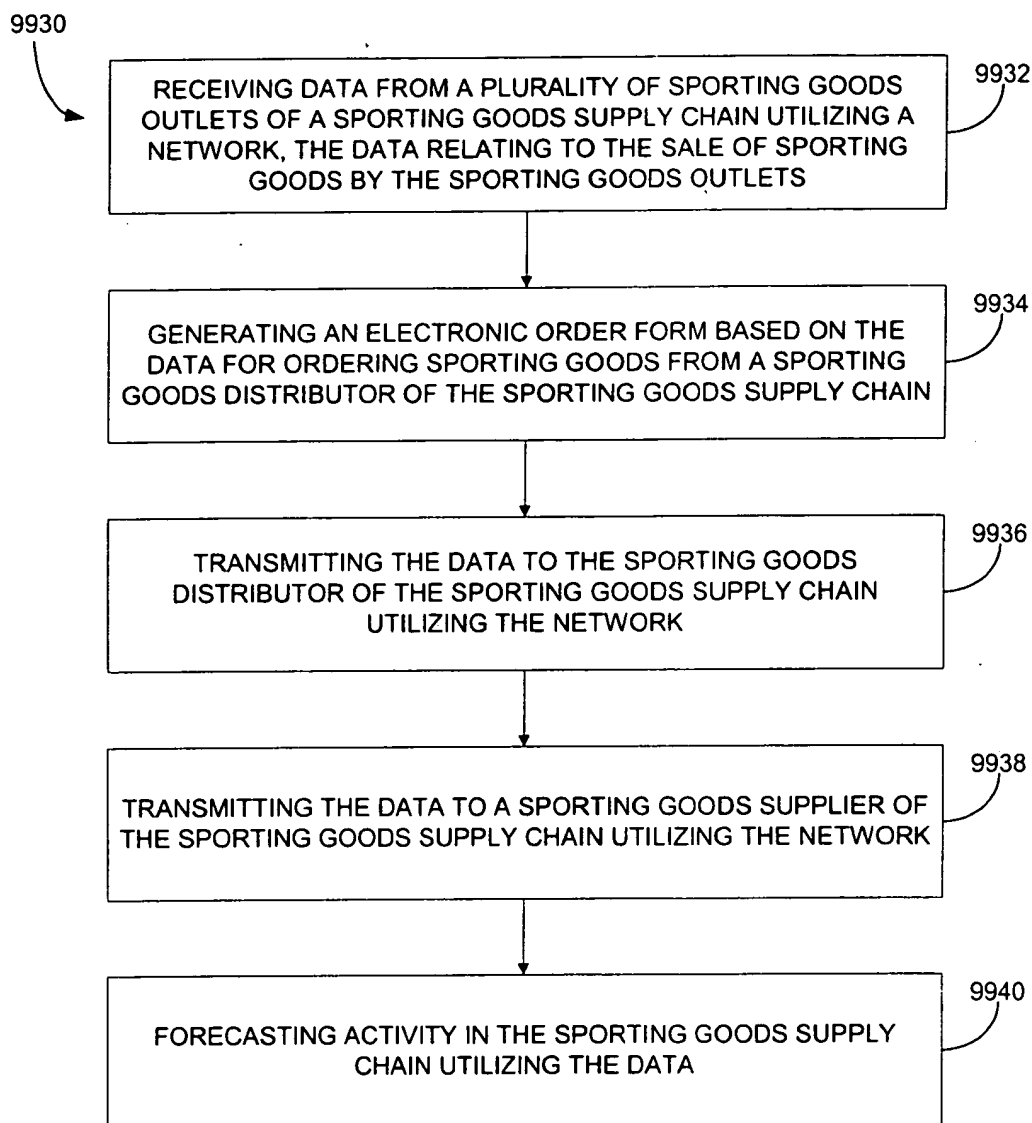 9930
RECEIVING DATA FROM A PLURALITY OF SPORTING GOODS
OUTLETS OF A SPORTING GOODS SUPPLY CHAIN UTILIZING A
NETWORK, THE DATA RELATING TO THE SALE OF SPORTING
GOODS BY THE SPORTING GOODS OUTLETS
9932
GENERATING AN ELECTRONIC ORDER FORM BASED ON THE
DATA FOR ORDERING SPORTING GOODS FROM A SPORTING
GOODS DISTRIBUTOR OF THE SPORTING GOODS SUPPLY CHAIN
9934
TRANSMITTING THE DATA TO THE SPORTING GOODS
DISTRIBUTOR OF THE SPORTING GOODS SUPPLY CHAIN
UTILIZING THE NETWORK
9936
TRANSMITTING THE DATA TO A SPORTING GOODS SUPPLIER OF
THE SPORTING GOODS SUPPLY CHAIN UTILIZING THE NETWORK
9938
FORECASTING ACTIVITY IN THE SPORTING GOODS SUPPLY
CHAIN UTILIZING THE DATA
9940